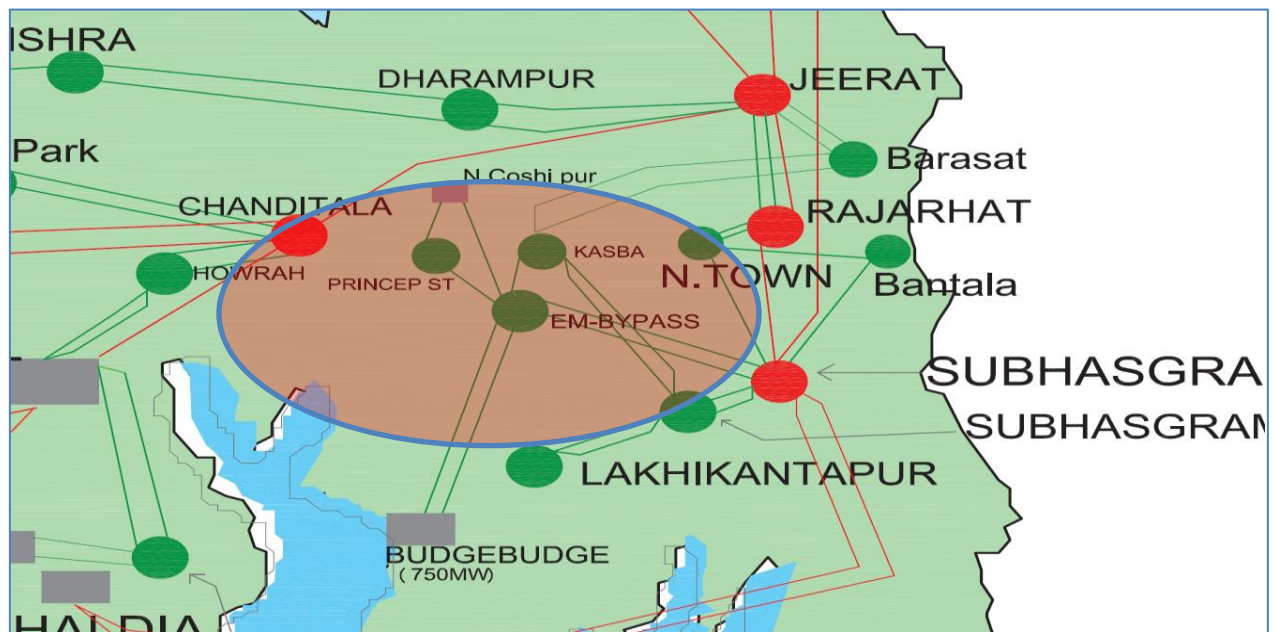 ISHRA
DHARAMPUR
JEERAT
Park
Barasat
N.Coshi pur
CHANDITALA
RAJARHAT
KASBA
HOWRAH
PRINCEP ST
N.TOWN
Bantala
EM-BYPASS
SUBHASGRA
SUBHASGRAM
LAKHIKANTAPUR
BUDGEBUDGE
( 750MW)
HALDIA